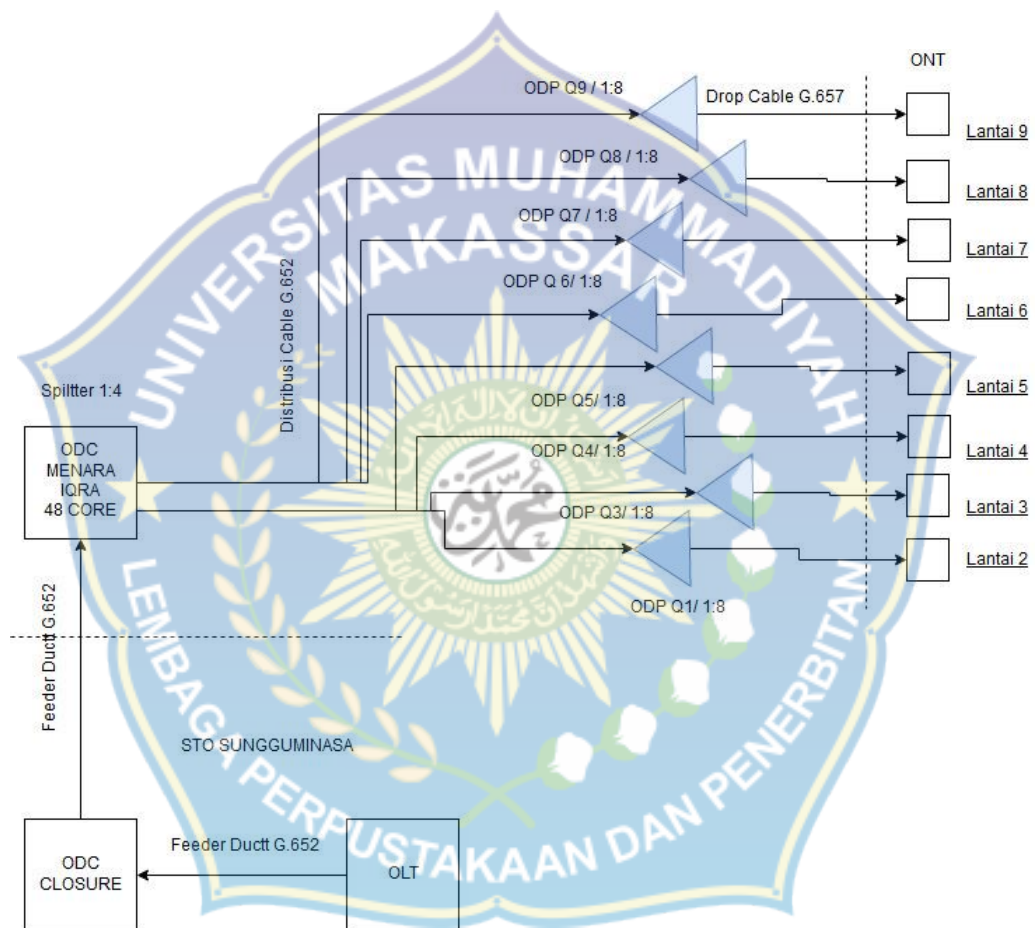 ONT
ODP Q9 / 1:8
Drop Cable G.657
Lantai 9
ODP Q8 / 1:8
Lantai 8
ODP Q7 / 1:8
Lantai 7
ODP Q 6/ 1:8
Lantai 6
Distribusi Cable G.652
Spiltter 1:4
Lantai 5
ODP Q5/ 1:8
ODC
MENARA
IQRA
48 CORE
ODP Q4/ 1:8
Lantai 4
ODP Q3/ 1:8
Lantai 3
Lantai 2
ODP Q1/ 1:8
Feeder Ductt G.652
STO SUNGGUMINASA
Feeder Ductt G.652
ODC
CLOSURE
OLT
UNIVERSITAS MUHAMMADIYAH
MAKASSAR
LEMBAGA PERPUSTAKAAN DAN PENERBITAN